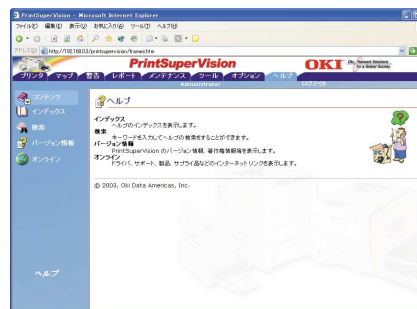 PrintSuperVision - Microsoft Internet Explorer
ファイル(F) 編集(E) 表示(V) お気に入り(A) ツール(T) ヘルプ(H)
アドレス(D) http://192.168.0.3/printsupervision/frames.htm
PrintSuperVision
OKI Oki, Network Solutions for a Global Society
プリンタ マップ 警告 レポート メンテナンス ツール オプション ヘルプ
Administrator ログアウト
コンテンツ
インデックス
検索
バージョン情報
オンライン
ヘルプ
ヘルプ
インデックス
ヘルプのインデックスを表示します。
検索
キーワードを入力してヘルプの検索をすることができます。
バージョン情報
PrintSuperVision のバージョン情報、著作権情報等を表示します。
オンライン
ドライバ、サポート、製品、サプライ品などのインターネットリンクを表示します。
© 2003, Oki Data Americas, Inc.